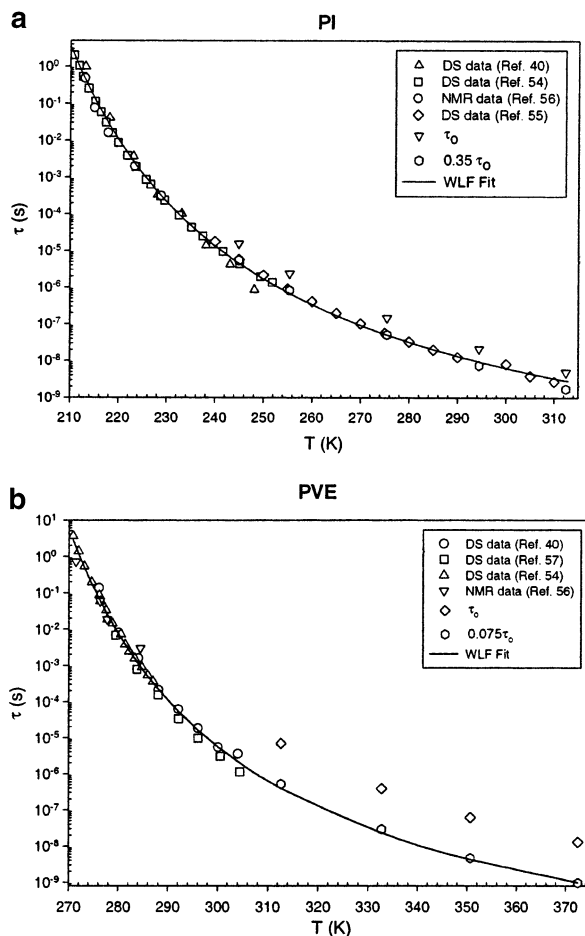 a
PI
10⁰
10⁻¹
10⁻²
10⁻³
10⁻⁴
10⁻⁵
10⁻⁶
10⁻⁷
10⁻⁸
10⁻⁹
τ (s)
DS data (Ref. 40)
DS data (Ref. 54)
NMR data (Ref. 56)
DS data (Ref. 55)
τ₀
0.35 τ₀
WLF Fit
210 220 230 240 250 260 270 280 290 300 310
T (K)
b
PVE
10¹
10⁰
10⁻¹
10⁻²
10⁻³
10⁻⁴
10⁻⁵
10⁻⁶
10⁻⁷
10⁻⁸
10⁻⁹
τ (s)
DS data (Ref. 40)
DS data (Ref. 57)
DS data (Ref. 54)
NMR data (Ref. 56)
τ₀
0.075τ₀
WLF Fit
270 280 290 300 310 320 330 340 350 360 370
T (K)